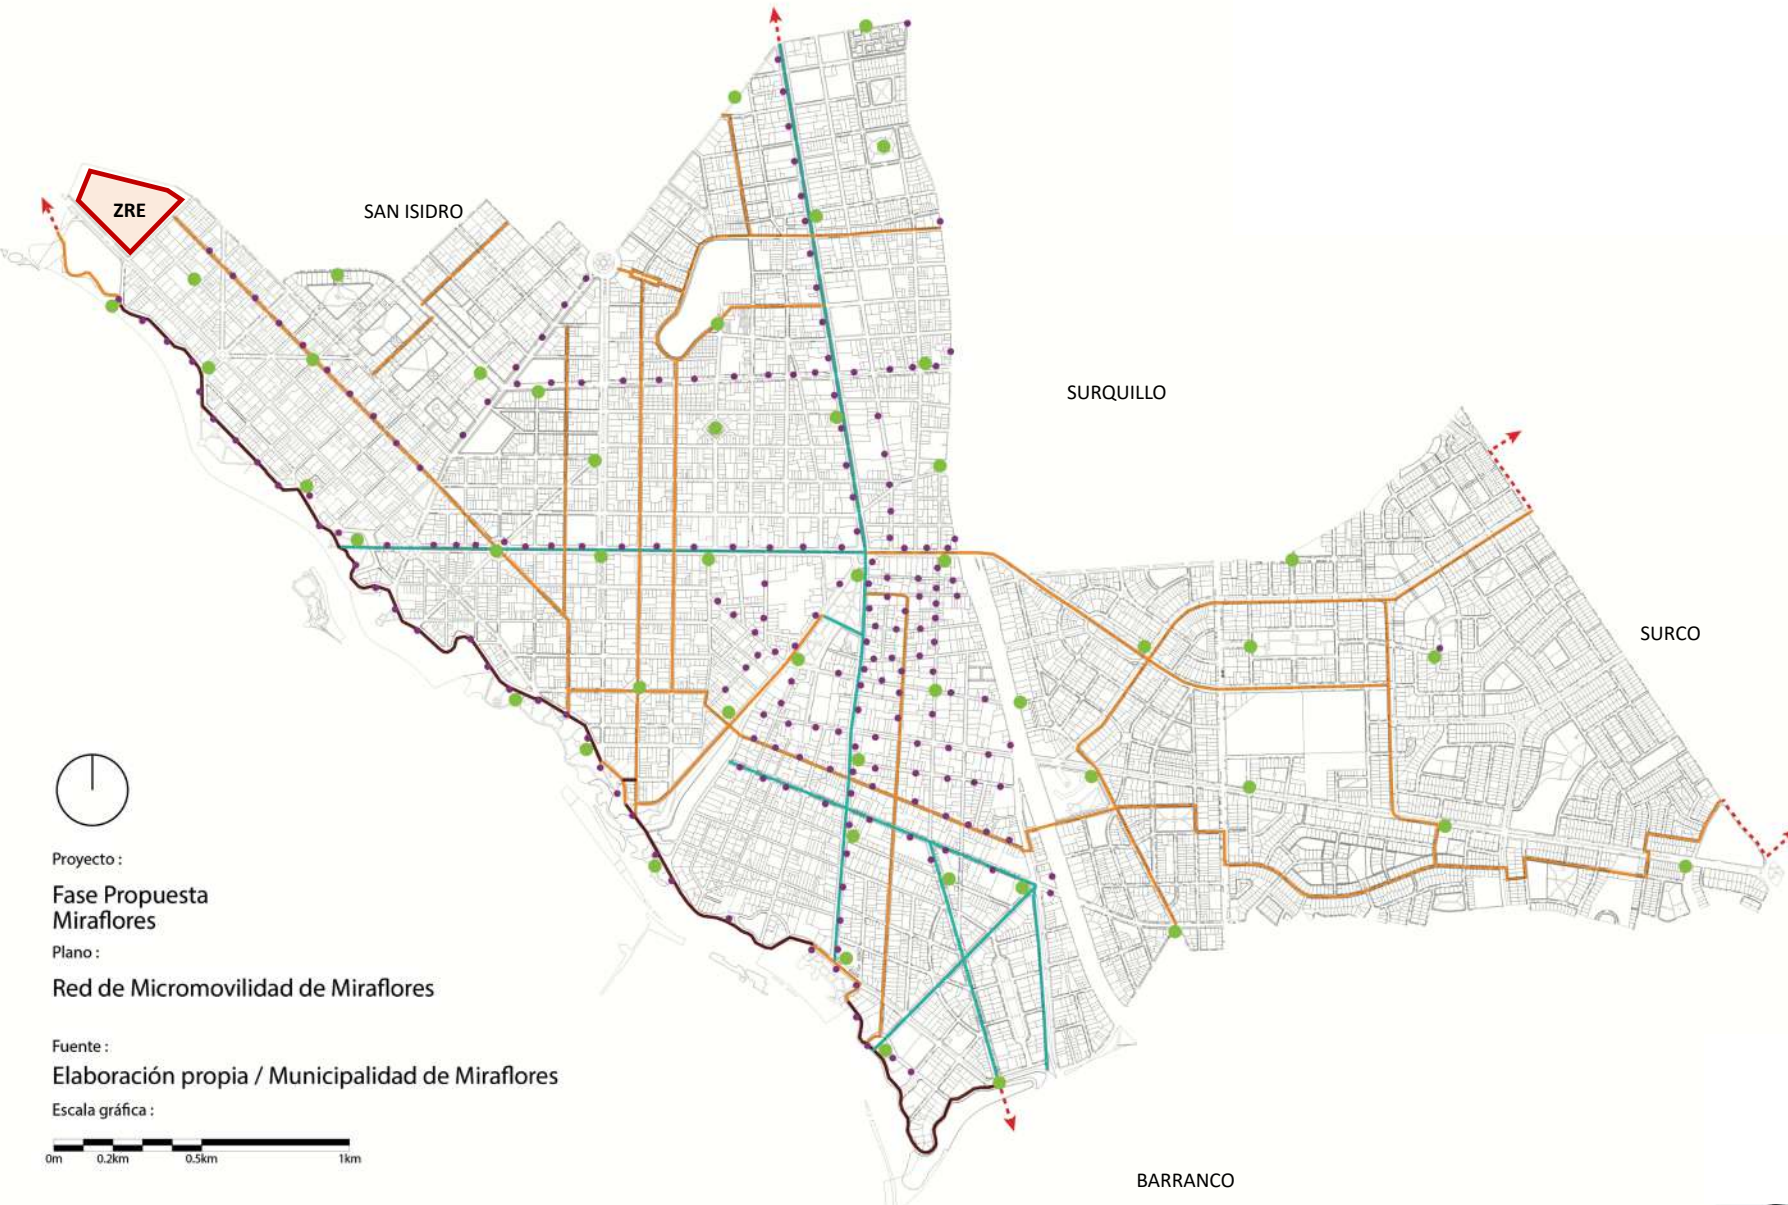 ZRE
SAN ISIDRO
SURQUILLO
SURCO
Proyecto :
Fase Propuesta
Miraflores
Plano :
Red de Micromovilidad de Miraflores
Fuente :
Elaboración propia / Municipalidad de Miraflores
Escala gráfica :
0m 0.2km 0.5km 1km
BARRANCO